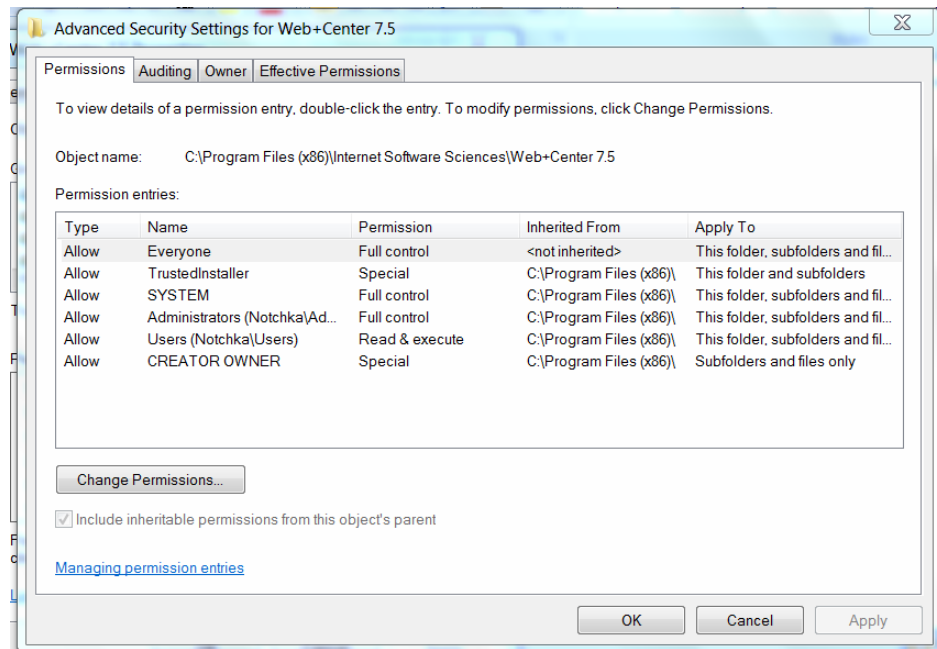 Advanced Security Settings for Web+Center 7.5
Permissions Auditing Owner Effective Permissions
To view details of a permission entry, double-click the entry. To modify permissions, click Change Permissions.
Object name: C:\Program Files (x86)\Internet Software Sciences\Web+Center 7.5
Permission entries:
Type Name Permission Inherited From Apply To
Allow Everyone Full control <not inherited> This folder, subfolders and fil...
Allow TrustedInstaller Special C:\Program Files (x86)\ This folder and subfolders
Allow SYSTEM Full control C:\Program Files (x86)\ This folder, subfolders and fil...
Allow Administrators (Notchka\Ad... Full control C:\Program Files (x86)\ This folder, subfolders and fil...
Allow Users (Notchka\Users) Read & execute C:\Program Files (x86)\ This folder, subfolders and fil...
Allow CREATOR OWNER Special C:\Program Files (x86)\ Subfolders and files only
Change Permissions...
Include inheritable permissions from this object's parent
Managing permission entries
OK Cancel Apply